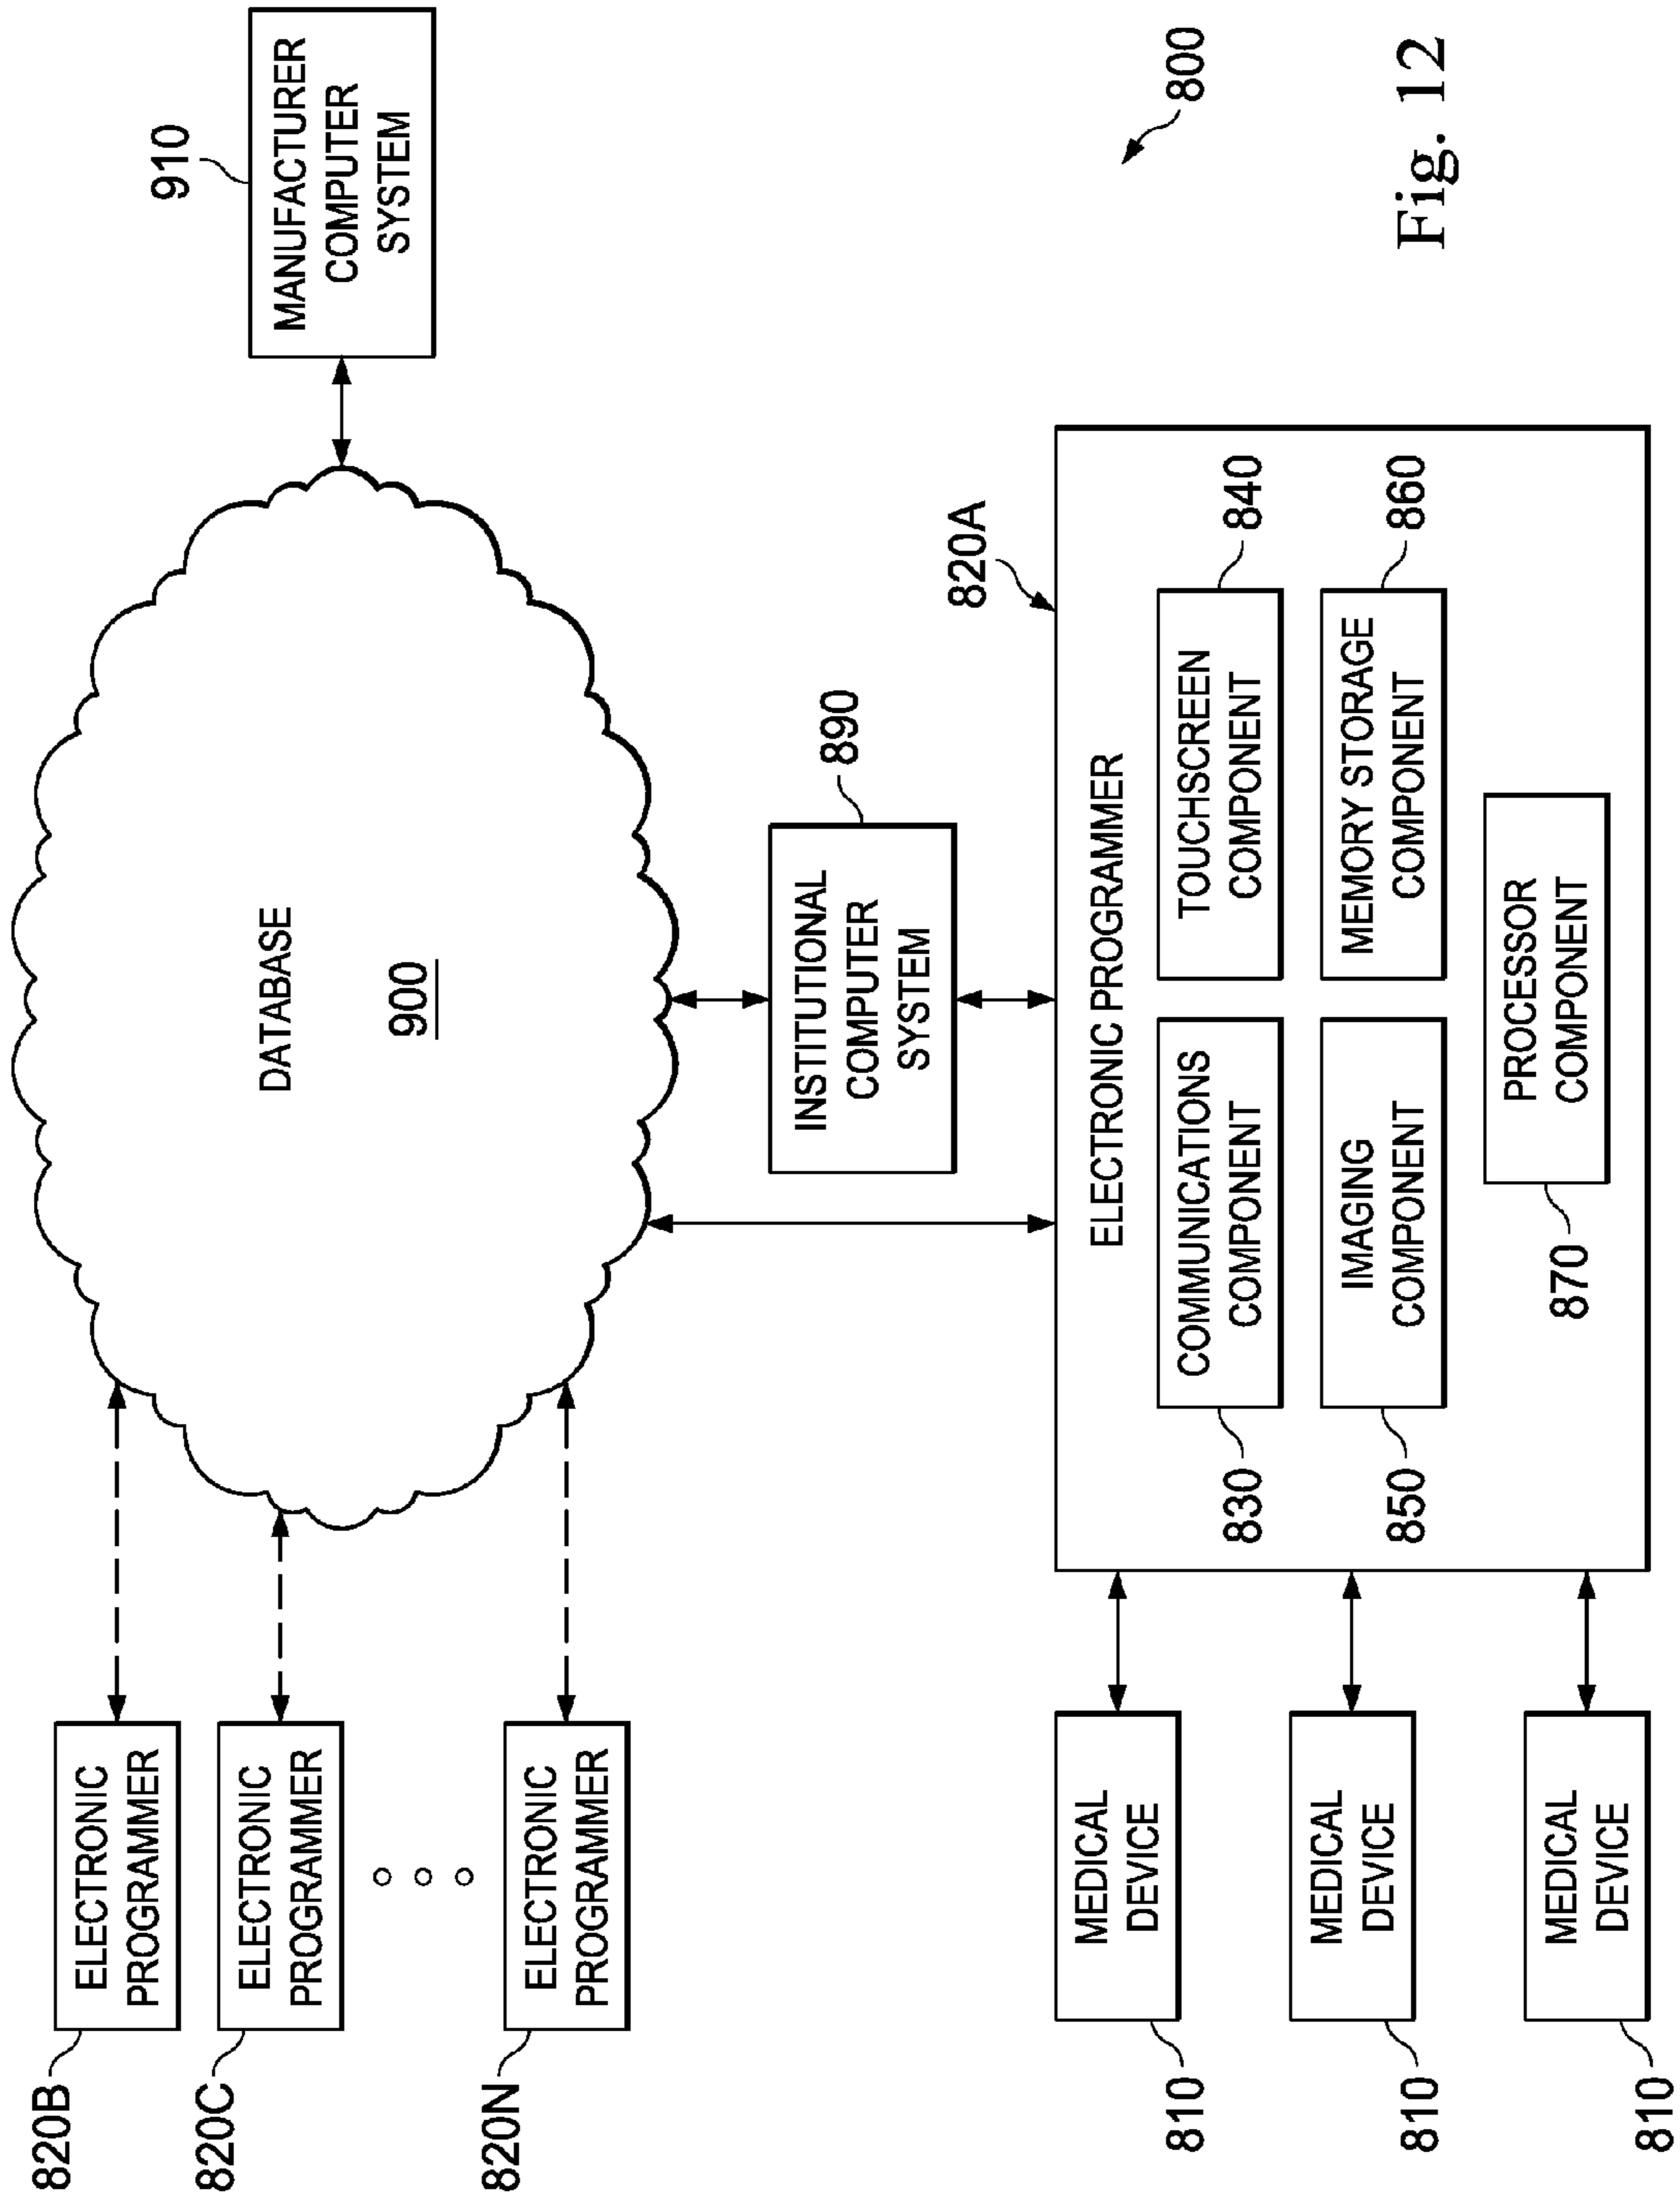 820B
ELECTRONIC
PROGRAMMER
820C
ELECTRONIC
PROGRAMMER
820N
ELECTRONIC
PROGRAMMER
DATABASE
900
910
MANUFACTURER
COMPUTER
SYSTEM
INSTITUTIONAL
COMPUTER
SYSTEM
890
820A
ELECTRONIC PROGRAMMER
830
COMMUNICATIONS
COMPONENT
TOUCHSCREEN
COMPONENT
840
850
IMAGING
COMPONENT
MEMORY STORAGE
COMPONENT
860
870
PROCESSOR
COMPONENT
810
MEDICAL
DEVICE
810
MEDICAL
DEVICE
810
MEDICAL
DEVICE
800
Fig. 12